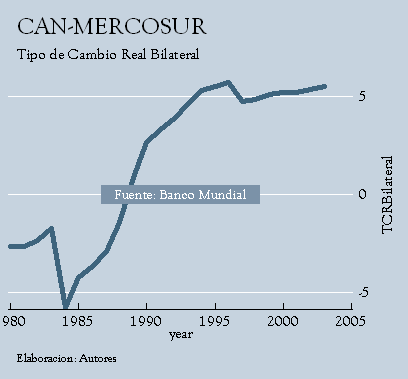 CAN-MERCOSUR
Tipo de Cambio Real Bilateral
5
0
-5
TCRBilateral
Fuente: Banco Mundial
980
1985
1990
1995
2000
2005
year
Elaboracion: Autores